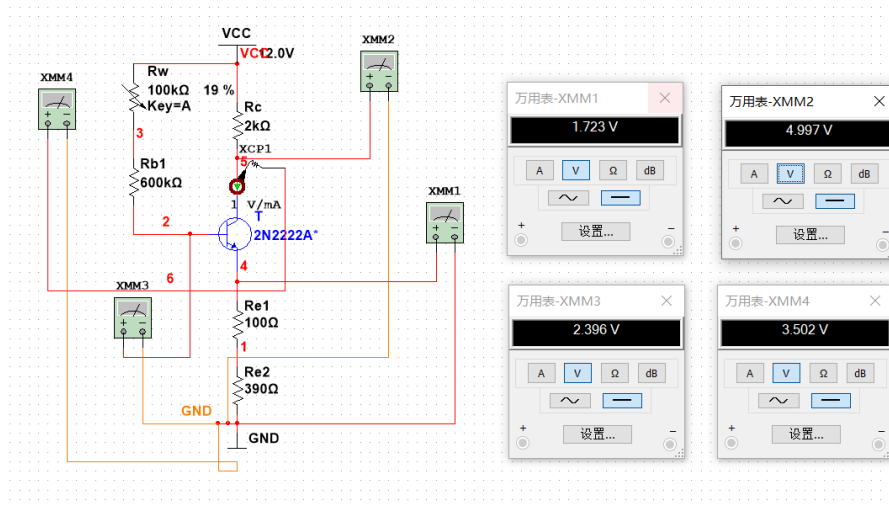 VCC
VCC
12.0V
XMM2
XMM4
Rw
100kΩ
19 %
Key=A
Rc
2kΩ
3
XCP1
5
Rb1
600kΩ
1 V/mA
XMM1
2
T
2N2222A*
4
6
XMM3
Re1
100Ω
1
Re2
390Ω
GND
GND
万用表-XMM1
1.723 V
A V Ω dB
设置...
+ −
万用表-XMM2
4.997 V
A V Ω dB
设置...
+ −
万用表-XMM3
2.396 V
A V Ω dB
设置...
+ −
万用表-XMM4
3.502 V
A V Ω dB
设置...
+ −